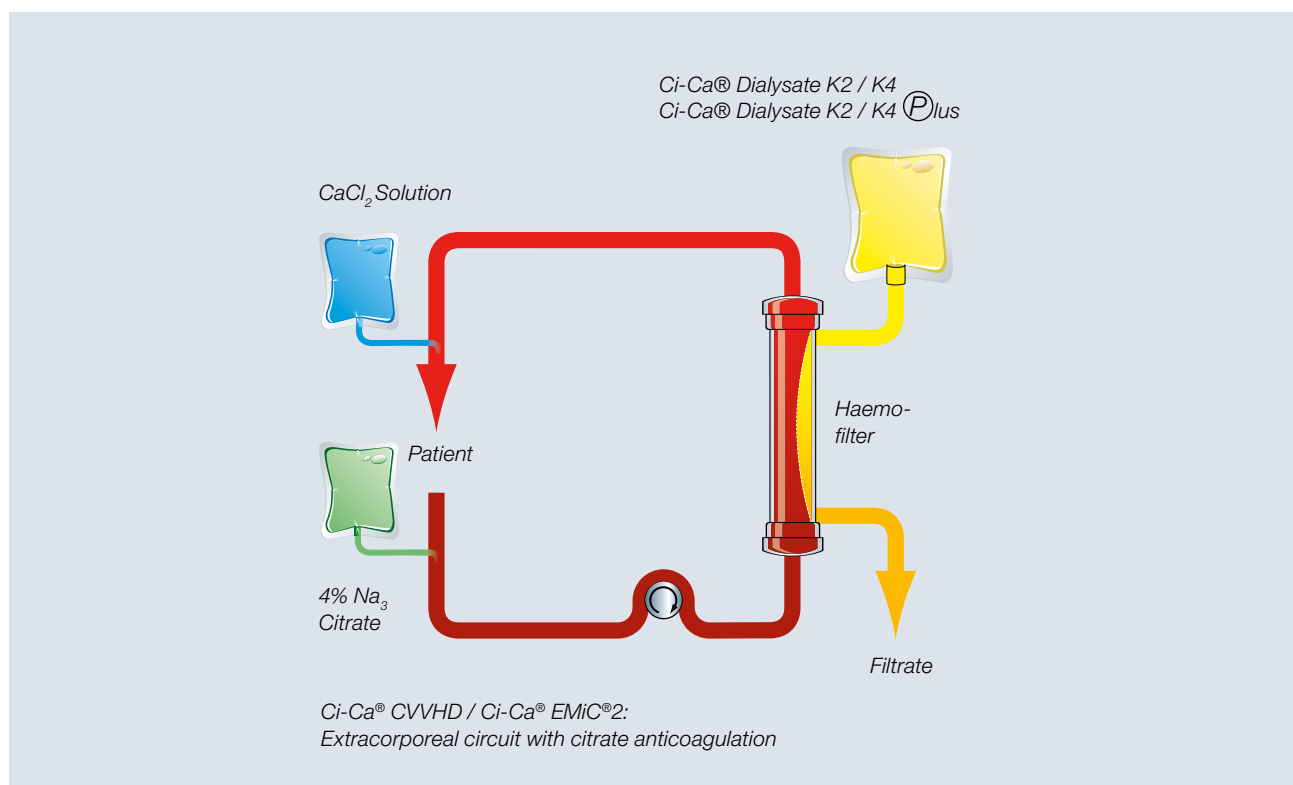 Ci-Ca® Dialysate K2 / K4
Ci-Ca® Dialysate K2 / K4 Plus
CaCl₂ Solution
Patient
Haemo-
filter
4% Na₃
Citrate
Filtrate
Ci-Ca® CVVHD / Ci-Ca® EMiC®2:
Extracorporeal circuit with citrate anticoagulation